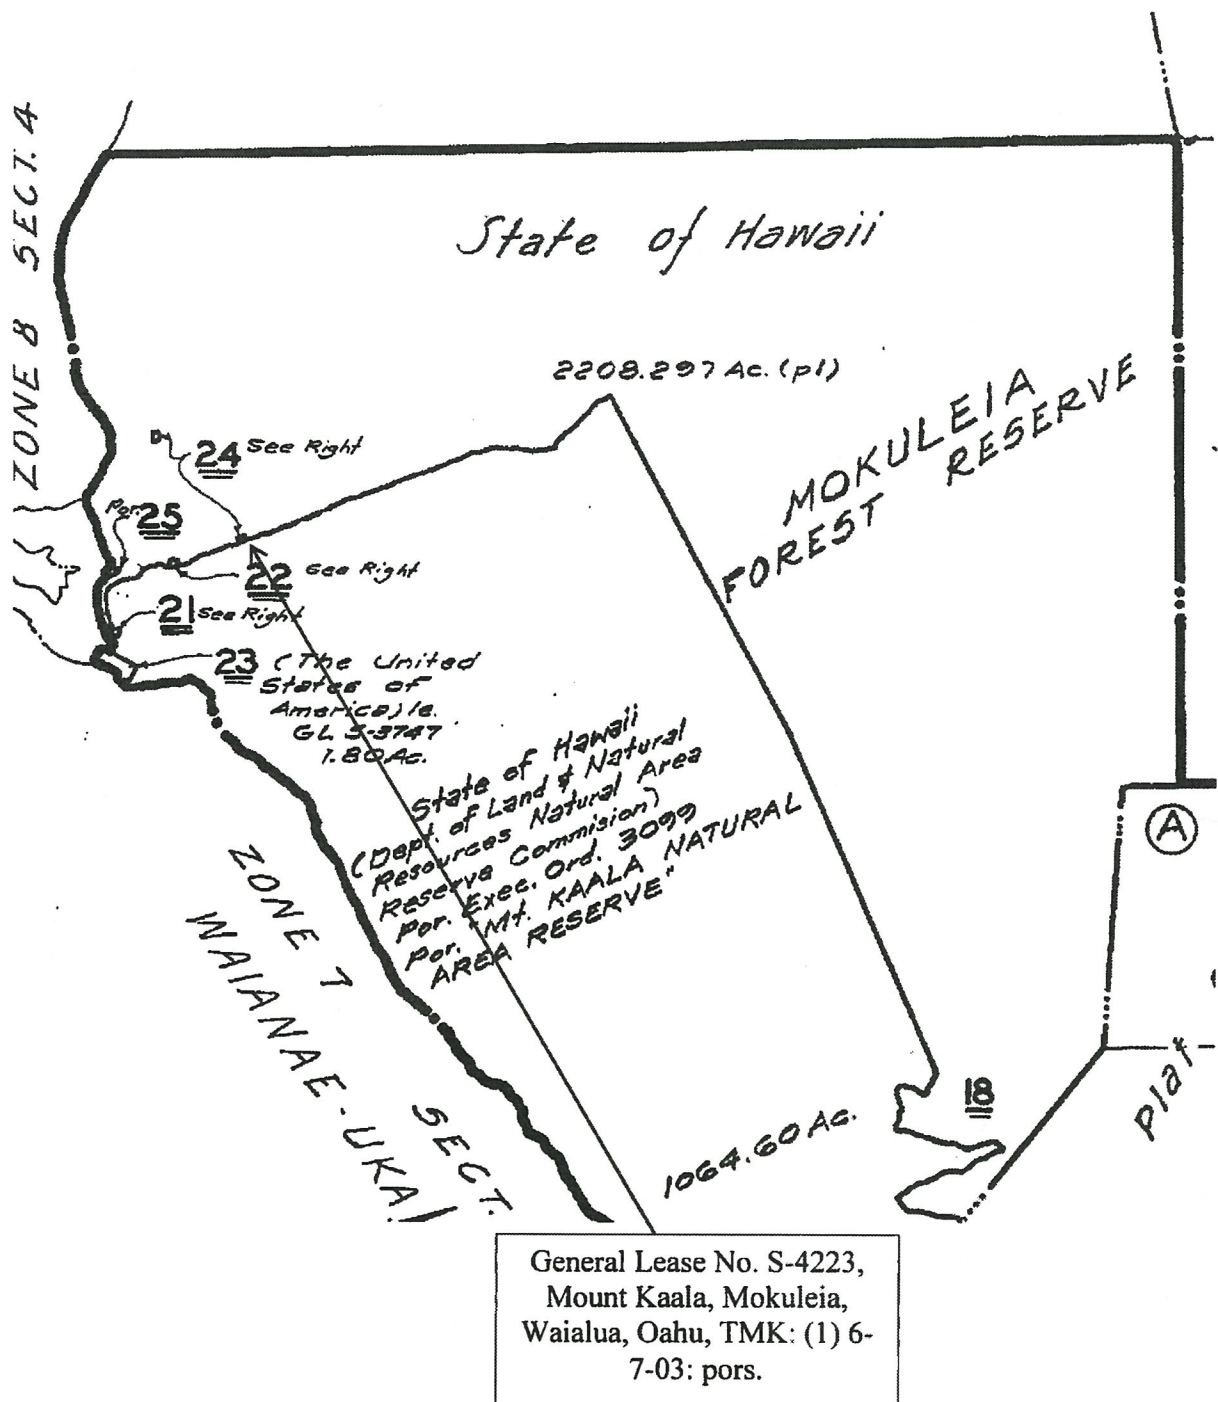 ZONE 8 SECT. 4
State of Hawaii
2208.297 Ac. (pl)
MOKULEIA
FOREST RESERVE
24 See Right
Por. 25
22 See Right
21 See Right
23 (The United
States of
America) le.
GL S-3747
1.80 Ac.
State of Hawaii
(Dept. of Land & Natural
Resources Natural Area
Reserve Commision)
Por. Exec. Ord. 3099
Por. "Mt. KAALA NATURAL
AREA RESERVE"
A
ZONE 7 SECT.
WAIANAE-UKA
18
Plat
1064.60 Ac.
General Lease No. S-4223,
Mount Kaala, Mokuleia,
Waialua, Oahu, TMK: (1) 6-
7-03: pors.